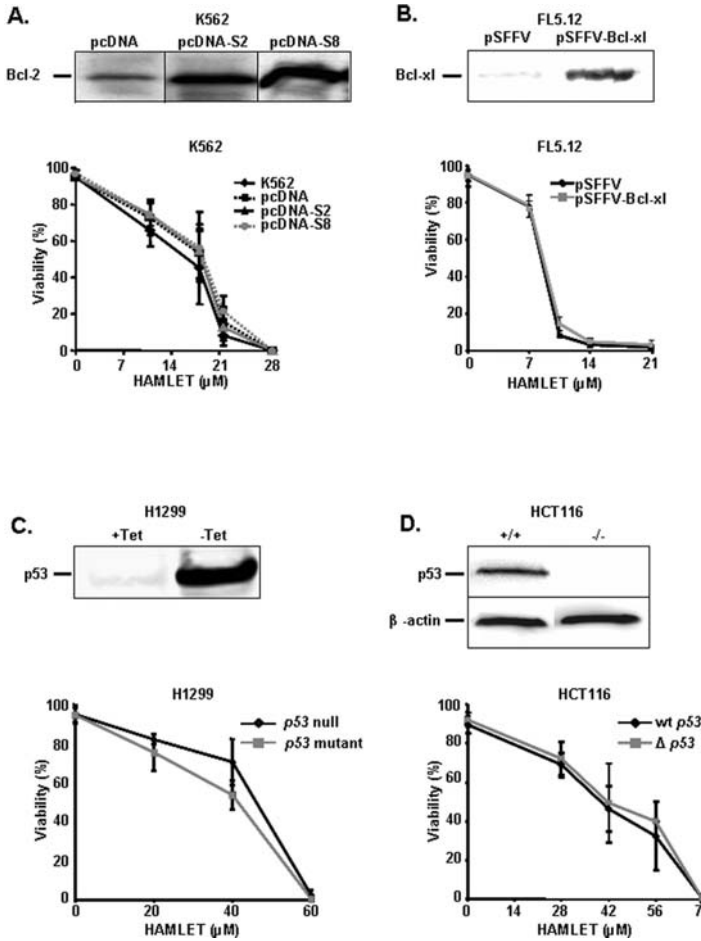 A.
K562
pcDNA pcDNA-S2 pcDNA-S8
Bcl-2
K562
Viability (%)
100
80
60
40
20
0
K562
pcDNA
pcDNA-S2
pcDNA-S8
0 7 14 21 28
HAMLET (µM)
B.
FL5.12
pSFFV pSFFV-Bcl-xl
Bcl-xl
FL5.12
Viability (%)
100
80
60
40
20
0
pSFFV
pSFFV-Bcl-xl
0 7 14 21
HAMLET (µM)
C.
H1299
+Tet -Tet
p53
H1299
Viability (%)
100
80
60
40
20
0
p53 null
p53 mutant
0 20 40 60
HAMLET (µM)
D.
HCT116
+/+ -/-
p53
β -actin
HCT116
Viability (%)
100
80
60
40
20
0
wt p53
Δ p53
0 14 28 42 56 7
HAMLET (µM)